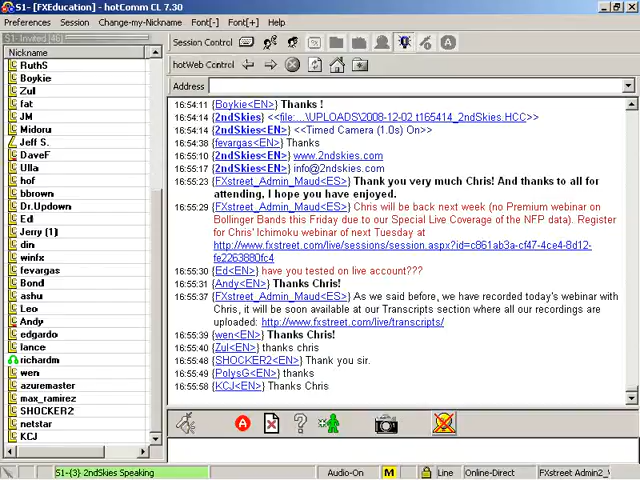 S1- [FXEducation] - hotComm CL 7.30
Preferences Session Change-my-Nickname Font[-] Font[+] Help
S1- Invited [46]
Session Control
Nickname
hotWeb Control
RuthS
Boykie
Zul
fat
JM
Midoru
Jeff S.
DaveF
Ulla
hof
bbrown
Dr.Updown
Ed
Jerry (1)
din
winfx
fevargas
Bond
ashu
Leo
Andy
edgardo
lance
richardm
wen
azuremaster
max_ramirez
SHOCKER2
netstar
KCJ
Address
16:54:11 {Boykie<EN>} Thanks !
16:54:14 {2ndSkies} <<file:...\UPLOADS\2008-12-02 t165414_2ndSkies.HCC>>
16:54:14 {2ndSkies<EN>} <<Timed Camera (1.0s) On>>
16:54:38 {fevargas<EN>} Thanks
16:55:10 {2ndSkies<EN>} www.2ndskies.com
16:55:17 {2ndSkies<EN>} info@2ndskies.com
16:55:23 {FXstreet_Admin_Maud<ES>} Thank you very much Chris! And thanks to all for
attending, I hope you have enjoyed.
16:55:29 {FXstreet_Admin_Maud<ES>} Chris will be back next week (no Premium webinar on
Bollinger Bands this Friday due to our Special Live Coverage of the NFP data). Register
for Chris' Ichimoku webinar of next Tuesday at
http://www.fxstreet.com/live/sessions/session.aspx?id=c861ab3a-cf47-4ce4-8d12-
fe2263880fc4
16:55:30 {Ed<EN>} have you tested on live account???
16:55:31 {Andy<EN>} Thanks Chris!
16:55:37 {FXstreet_Admin_Maud<ES>} As we said before, we have recorded today's webinar with
Chris, it will be soon available at our Transcripts section where all our recordings are
uploaded: http://www.fxstreet.com/live/transcripts/
16:55:39 {wen<EN>} Thanks Chris!
16:55:40 {Zul<EN>} thanks chris
16:55:48 {SHOCKER2<EN>} Thank you sir.
16:55:49 {PolysG<EN>} thanks
16:55:58 {KCJ<EN>} Thanks Chris
S1-{3} 2ndSkies Speaking
Audio-On
M
Line
Online-Direct
FXstreet Admin2_